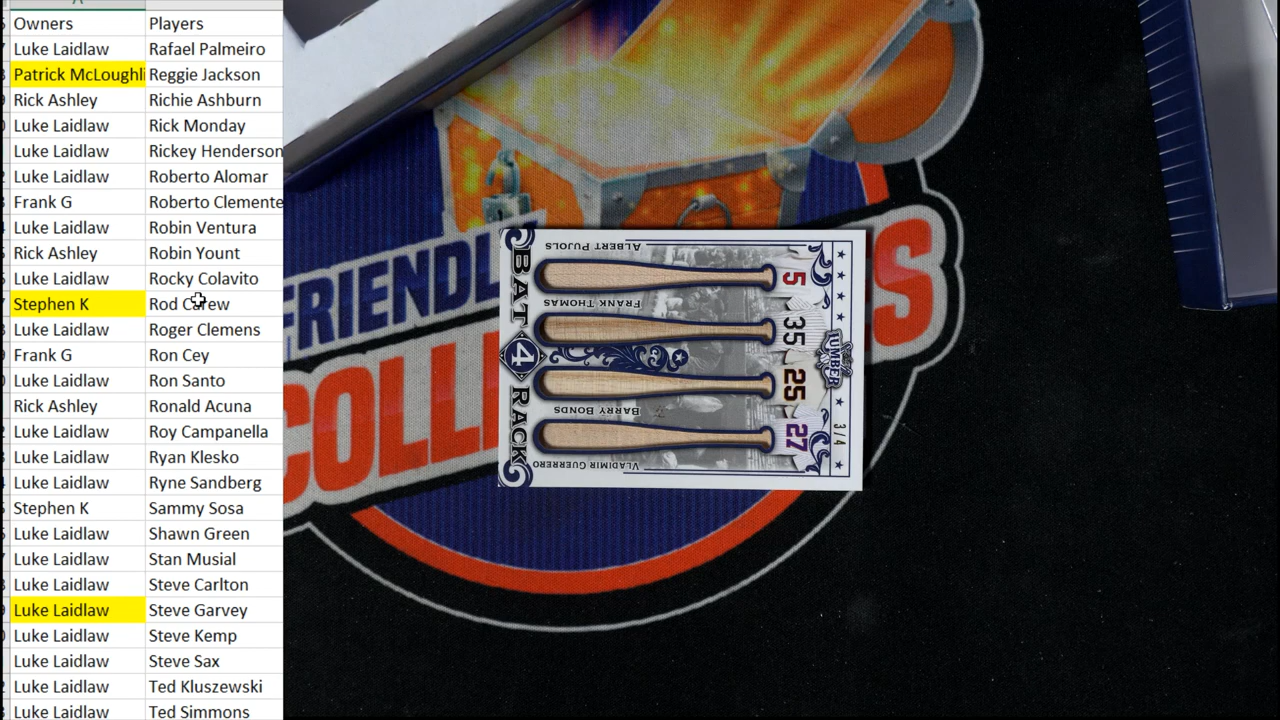 Owners Players
Luke Laidlaw Rafael Palmeiro
Patrick McLoughli Reggie Jackson
Rick Ashley Richie Ashburn
Luke Laidlaw Rick Monday
Luke Laidlaw Rickey Henderson
Luke Laidlaw Roberto Alomar
Frank G Roberto Clemente
Luke Laidlaw Robin Ventura
Rick Ashley Robin Yount
Luke Laidlaw Rocky Colavito
Stephen K Rod Carew
Luke Laidlaw Roger Clemens
Frank G Ron Cey
Luke Laidlaw Ron Santo
Rick Ashley Ronald Acuna
Luke Laidlaw Roy Campanella
Luke Laidlaw Ryan Klesko
Luke Laidlaw Ryne Sandberg
Stephen K Sammy Sosa
Luke Laidlaw Shawn Green
Luke Laidlaw Stan Musial
Luke Laidlaw Steve Carlton
Luke Laidlaw Steve Garvey
Luke Laidlaw Steve Kemp
Luke Laidlaw Steve Sax
Luke Laidlaw Ted Kluszewski
Luke Laidlaw Ted Simmons
FRIENDL
COLL
ES
BAT 4 RACK
ALBERT PUJOLS
5
FRANK THOMAS
35
BARRY BONDS
25
VLADIMIR GUERRERO
27
LUMBER
3/4